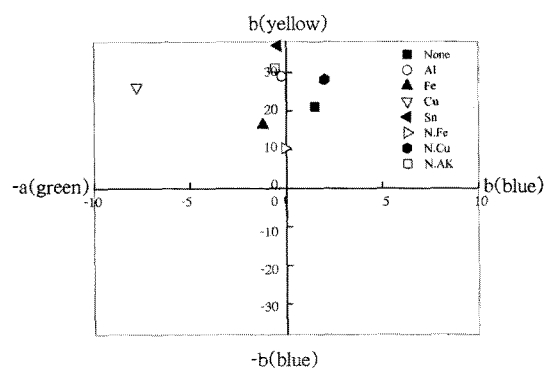 b(yellow)
30
20
10
0
None
Al
Fe
Cu
Sn
N.Fe
N.Cu
N.AK
-a(green)
b(blue)
-10
-5
0
5
10
-10
-20
-30
-b(blue)